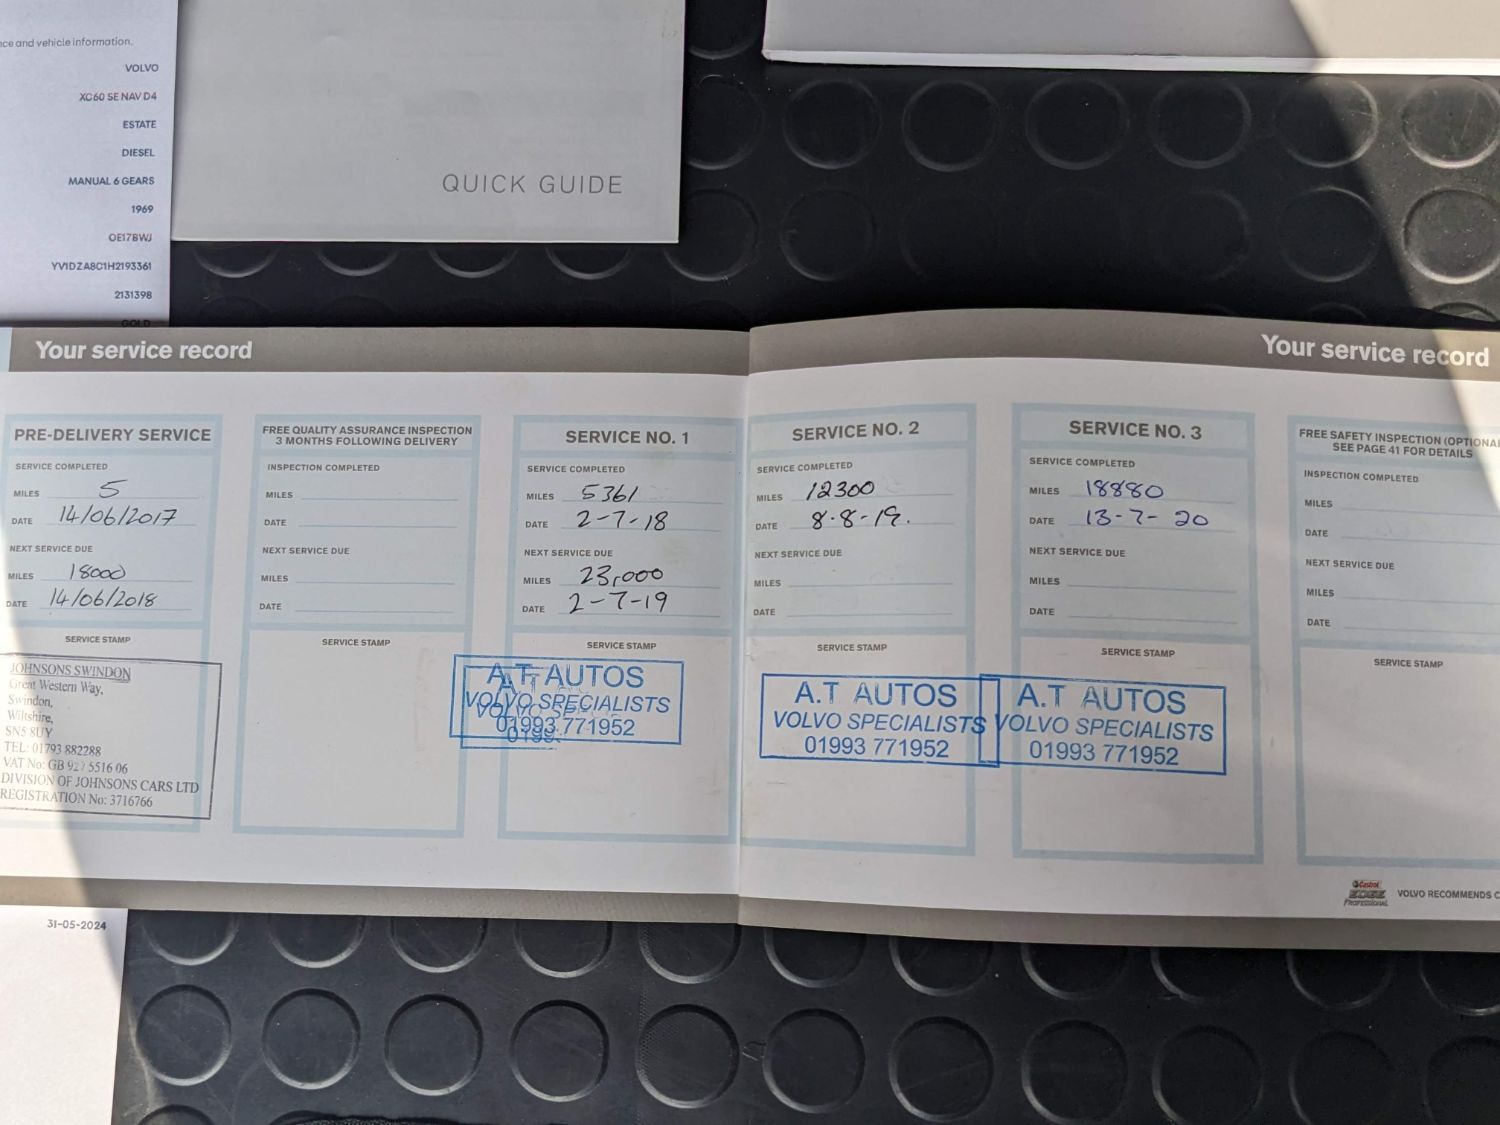 nce and vehicle information.
VOLVO
XC60 SE NAV D4
ESTATE
DIESEL
MANUAL 6 GEARS
1969
OE17BWJ
YV1DZA8C1H2193361
2131398
GOLD
QUICK GUIDE
Your service record
PRE-DELIVERY SERVICE
SERVICE COMPLETED
MILES 5
DATE 14/06/2017
NEXT SERVICE DUE
MILES 18000
DATE 14/06/2018
SERVICE STAMP
JOHNSONS SWINDON
Great Western Way,
Swindon,
Wiltshire,
SN5 8UY
TEL: 01793 882288
VAT No: GB 927 5516 06
DIVISION OF JOHNSONS CARS LTD
REGISTRATION No: 3716766
FREE QUALITY ASSURANCE INSPECTION
3 MONTHS FOLLOWING DELIVERY
INSPECTION COMPLETED
MILES
DATE
NEXT SERVICE DUE
MILES
DATE
SERVICE STAMP
SERVICE NO. 1
SERVICE COMPLETED
MILES 5361
DATE 2-7-18
NEXT SERVICE DUE
MILES 23,000
DATE 2-7-19
SERVICE STAMP
A.T AUTOS
VOLVO SPECIALISTS
01993 771952
Your service record
SERVICE NO. 2
SERVICE COMPLETED
MILES 12300
DATE 8.8-19.
NEXT SERVICE DUE
MILES
DATE
SERVICE STAMP
A.T AUTOS
VOLVO SPECIALISTS
01993 771952
SERVICE NO. 3
SERVICE COMPLETED
MILES 18880
DATE 13-7-20
NEXT SERVICE DUE
MILES
DATE
SERVICE STAMP
A.T AUTOS
VOLVO SPECIALISTS
01993 771952
FREE SAFETY INSPECTION (OPTIONAL
SEE PAGE 41 FOR DETAILS
INSPECTION COMPLETED
MILES
DATE
NEXT SERVICE DUE
MILES
DATE
SERVICE STAMP
Castrol
EDGE
PROFESSIONAL
VOLVO RECOMMENDS C
31-05-2024